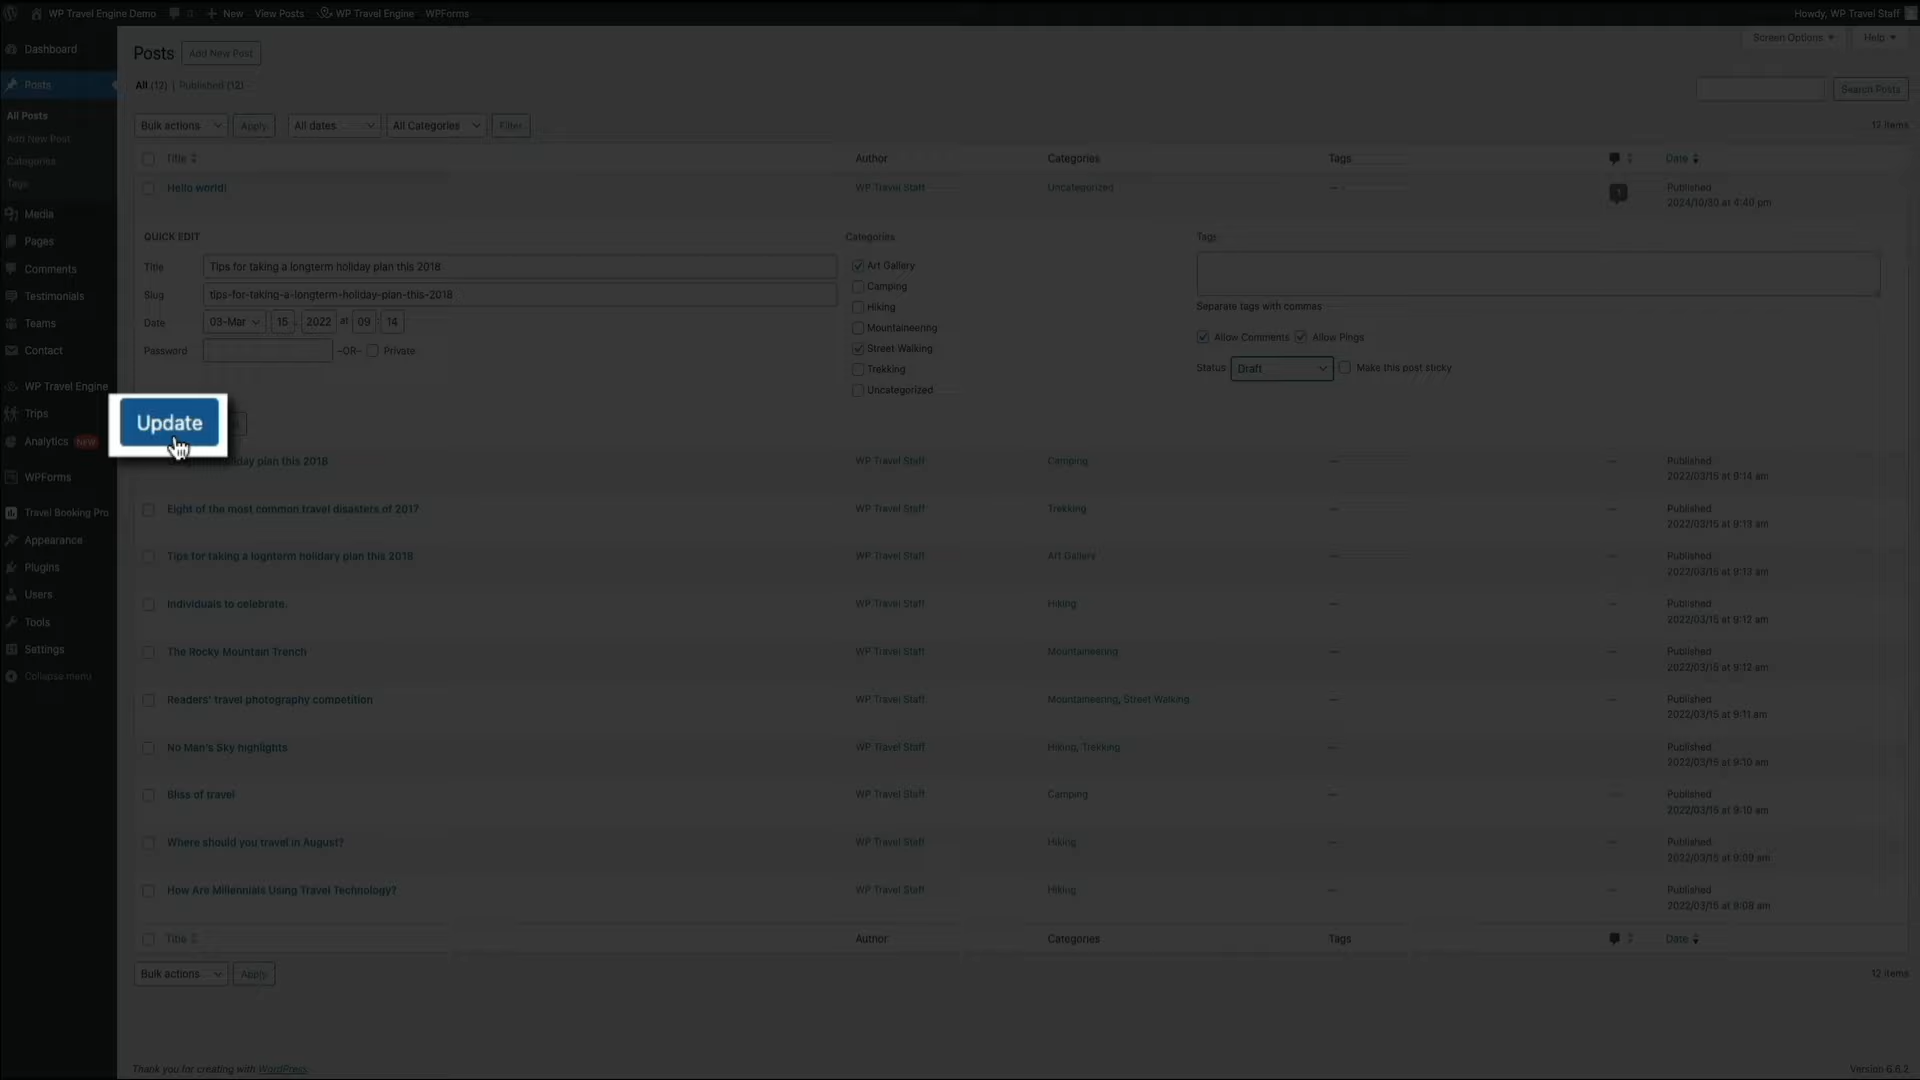 WP Travel Engine Demo New View Posts WP Travel Engine WPForms Howdy, WP Travel Staff
Screen Options Help
Dashboard
Posts
All Posts
Add New Post
Categories
Tags
Media
Pages
Comments
Testimonials
Teams
Contact
WP Travel Engine
Trips
Analytics NEW
WPForms
Travel Booking Pro
Appearance
Plugins
Users
Tools
Settings
Collapse menu
Posts Add New Post
All (12) | Published (12)
Search Posts
Bulk actions Apply All dates All Categories Filter
12 items
Title Author Categories Tags Date
Hello world! WP Travel Staff Uncategorized — 1 Published
2024/10/30 at 4:40 pm
QUICK EDIT
Title Tips for taking a longterm holiday plan this 2018
Slug tips-for-taking-a-longterm-holiday-plan-this-2018
Date 03-Mar 15 2022 at 09 14
Password –OR– Private
Categories
Art Gallery
Camping
Hiking
Mountaineering
Street Walking
Trekking
Uncategorized
Tags
Separate tags with commas
Allow Comments Allow Pings
Status Draft Make this post sticky
Update
holiday plan this 2018 WP Travel Staff Camping — — Published
2022/03/15 at 9:14 am
Eight of the most common travel disasters of 2017 WP Travel Staff Trekking — — Published
2022/03/15 at 9:13 am
Tips for taking a lognterm holidary plan this 2018 WP Travel Staff Art Gallery — — Published
2022/03/15 at 9:13 am
Individuals to celebrate. WP Travel Staff Hiking — — Published
2022/03/15 at 9:12 am
The Rocky Mountain Trench WP Travel Staff Mountaineering — — Published
2022/03/15 at 9:12 am
Readers' travel photography competition WP Travel Staff Mountaineering, Street Walking — — Published
2022/03/15 at 9:11 am
No Man's Sky highlights WP Travel Staff Hiking, Trekking — — Published
2022/03/15 at 9:10 am
Bliss of travel WP Travel Staff Camping — — Published
2022/03/15 at 9:10 am
Where should you travel in August? WP Travel Staff Hiking — — Published
2022/03/15 at 9:09 am
How Are Millennials Using Travel Technology? WP Travel Staff Hiking — — Published
2022/03/15 at 9:08 am
Title Author Categories Tags Date
Bulk actions Apply
12 items
Thank you for creating with WordPress.
Version 6.6.2